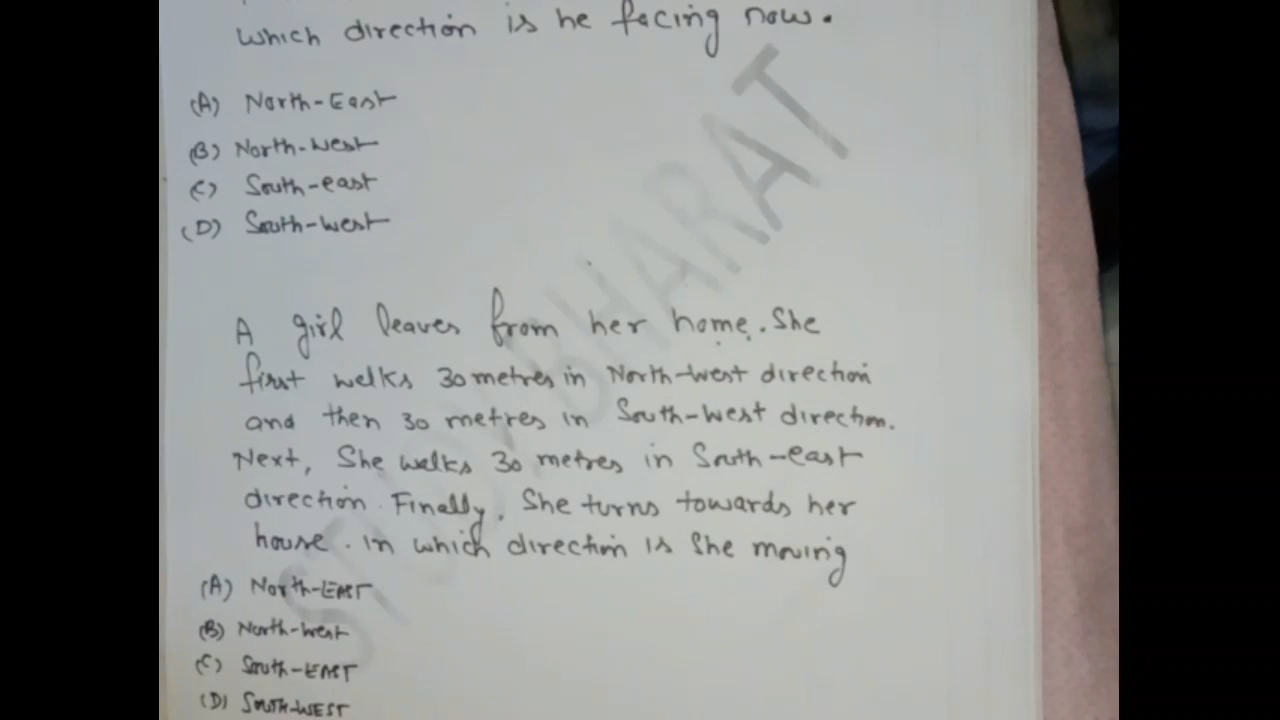 which direction is he facing now.
(A) North-East
(B) North-west
(C) South-east
(D) South-west
A girl leaves from her home. She
first walks 30 metres in North-west direction
and then 30 metres in South-west direction.
Next, She walks 30 metres in South-east
direction. Finally, She turns towards her
house. in which direction is She moving
(A) North-EAST
(B) North-west
(C) South-EAST
(D) SOUTH-WEST
STUDY BHARAT